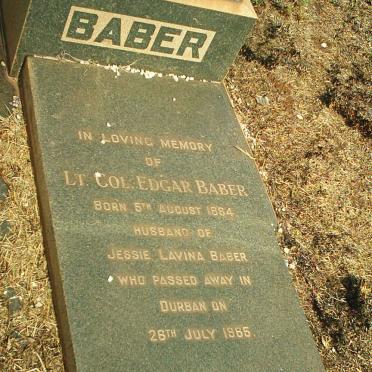 BABER
IN LOVING MEMORY
OF
LT. COL. EDGAR BABER
BORN 5TH AUGUST 1884
HUSBAND OF
JESSIE LAVINA BABER
WHO PASSED AWAY IN
DURBAN ON
26TH JULY 1965.